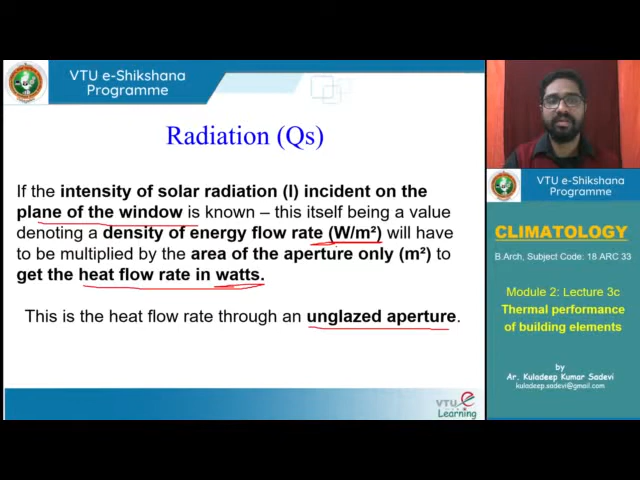 VTU e-Shikshana
Programme
Radiation (Qs)
If the intensity of solar radiation (I) incident on the
plane of the window is known – this itself being a value
denoting a density of energy flow rate (W/m²) will have
to be multiplied by the area of the aperture only (m²) to
get the heat flow rate in watts.
This is the heat flow rate through an unglazed aperture.
VTU e
Learning
VTU e-Shikshana
Programme
CLIMATOLOGY
B.Arch, Subject Code: 18 ARC 33
Module 2: Lecture 3c
Thermal performance
of building elements
by
Ar. Kuladeep Kumar Sadevi
kuladeep.sadevi@gmail.com